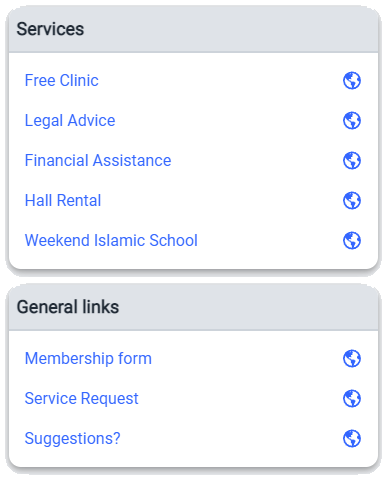 Services
Free Clinic
Legal Advice
Financial Assistance
Hall Rental
Weekend Islamic School
General links
Membership form
Service Request
Suggestions?